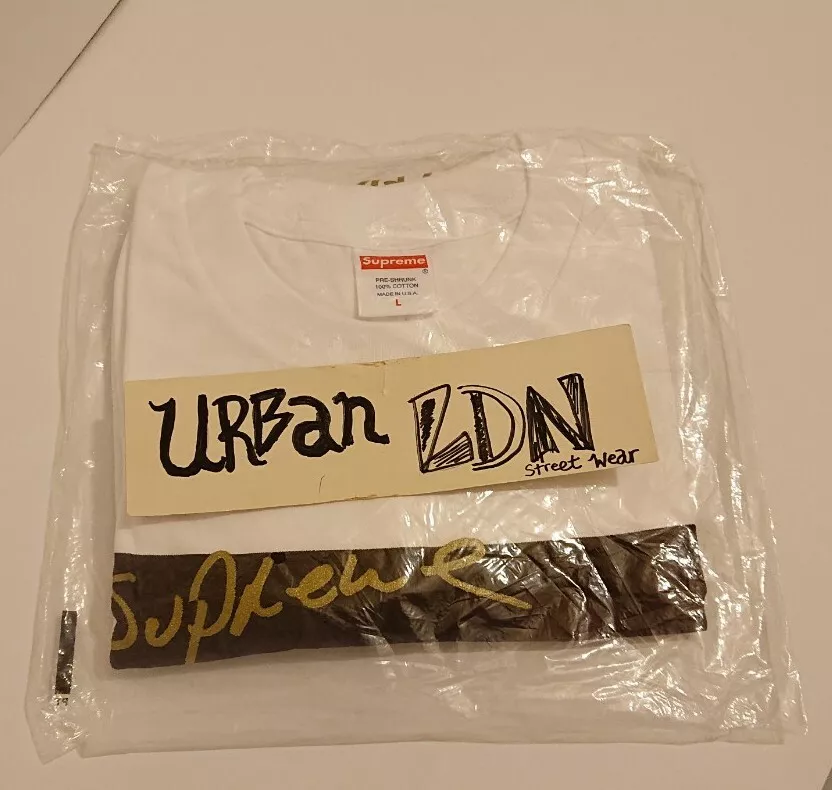 Supreme
®
PRE-SHRUNK
100% COTTON
MADE IN U.S.A.
L
URBan LDN
Street Wear
Supreme